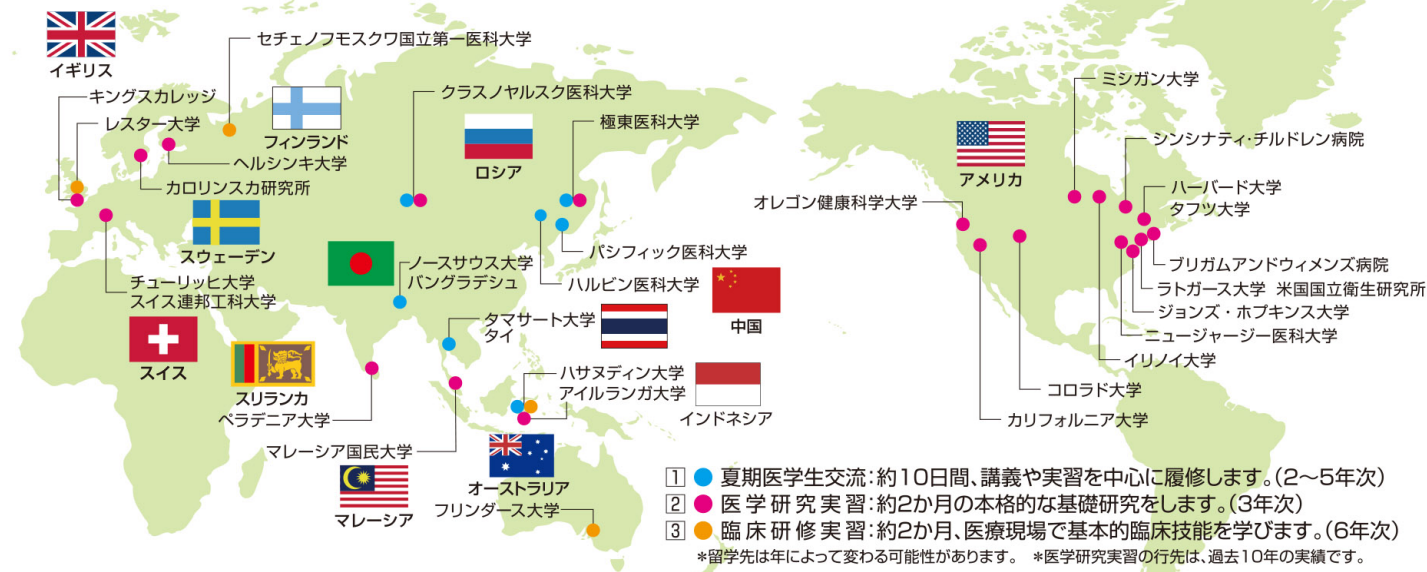 イギリス
キングスカレッジ
レスター大学
セチェノフモスクワ国立第一医科大学
フィンランド
ヘルシンキ大学
カロリンスカ研究所
スウェーデン
チューリッヒ大学
スイス連邦工科大学
スイス
クラスノヤルスク医科大学
極東医科大学
ロシア
パシフィック医科大学
ハルビン医科大学
中国
ノースサウス大学
バングラデシュ
タマサート大学
タイ
スリランカ
ペラデニア大学
ハサヌディン大学
アイルランガ大学
インドネシア
マレーシア国民大学
マレーシア
オーストラリア
フリンダース大学
アメリカ
ミシガン大学
シンシナティ・チルドレン病院
ハーバード大学
タフツ大学
オレゴン健康科学大学
ブリガムアンドウィメンズ病院
ラトガース大学 米国国立衛生研究所
ジョンズ・ホプキンス大学
ニュージャージー医科大学
イリノイ大学
コロラド大学
カリフォルニア大学
1 ● 夏期医学生交流:約10日間、講義や実習を中心に履修します。(2〜5年次)
2 ● 医学研究実習:約2か月の本格的な基礎研究をします。(3年次)
3 ● 臨床研修実習:約2か月、医療現場で基本的臨床技能を学びます。(6年次)
*留学先は年によって変わる可能性があります。 *医学研究実習の行先は、過去10年の実績です。